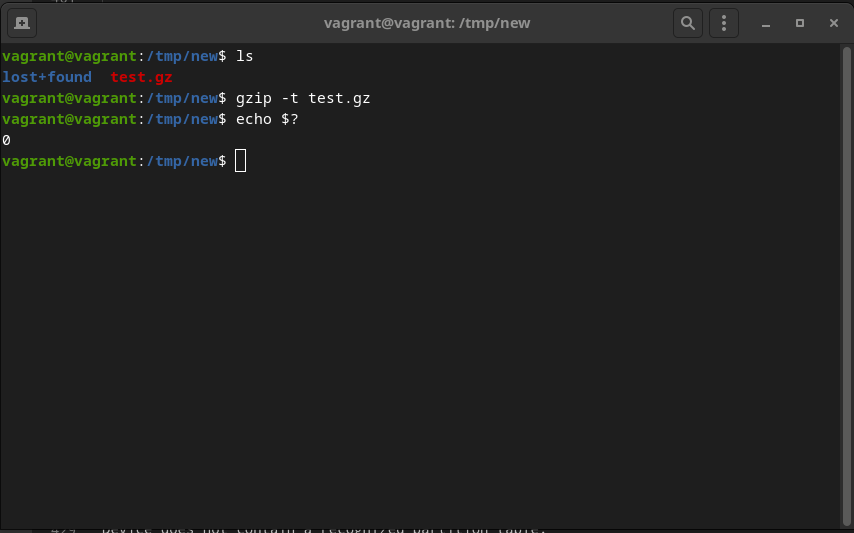 vagrant@vagrant: /tmp/new
vagrant@vagrant:/tmp/new$ ls
lost+found  test.gz
vagrant@vagrant:/tmp/new$ gzip -t test.gz
vagrant@vagrant:/tmp/new$ echo $?
0
vagrant@vagrant:/tmp/new$
Device does not contain a recognized partition table.